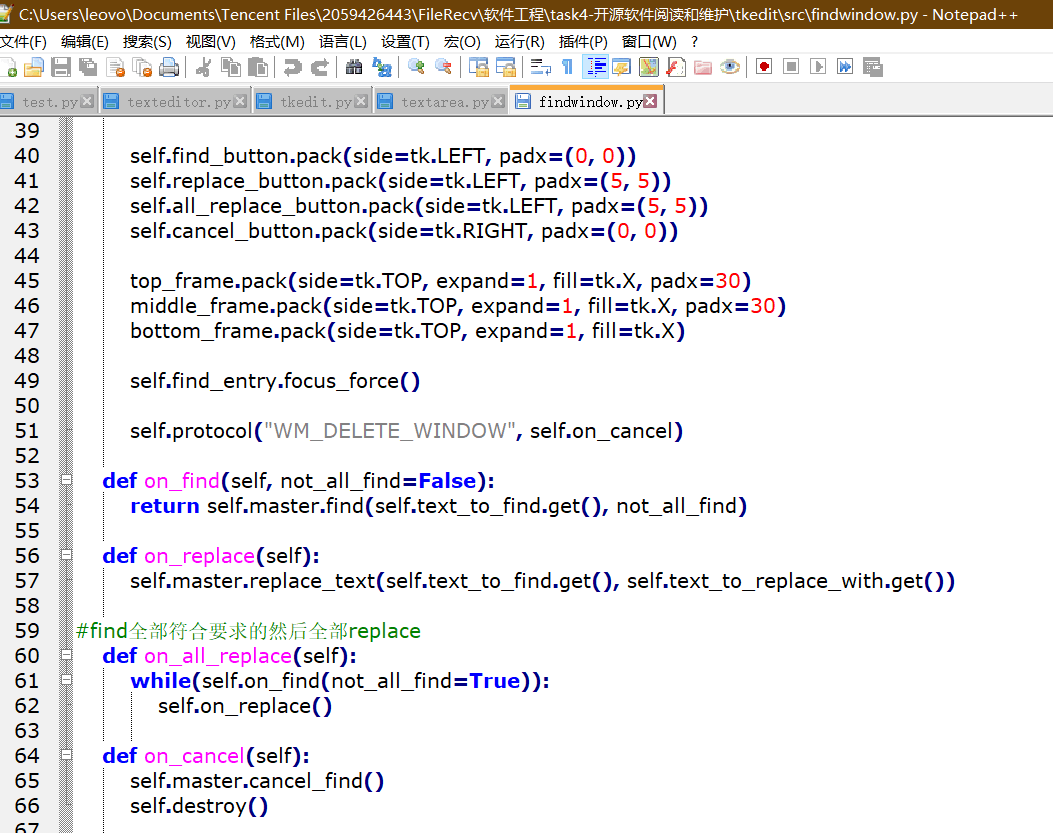 C:\Users\leovo\Documents\Tencent Files\2059426443\FileRecv\软件工程\task4-开源软件阅读和维护\tkedit\src\findwindow.py - Notepad++
文件(F) 编辑(E) 搜索(S) 视图(V) 格式(M) 语言(L) 设置(T) 宏(O) 运行(R) 插件(P) 窗口(W) ?
test.py texteditor.py tkedit.py textarea.py findwindow.py
39
40 self.find_button.pack(side=tk.LEFT, padx=(0, 0))
41 self.replace_button.pack(side=tk.LEFT, padx=(5, 5))
42 self.all_replace_button.pack(side=tk.LEFT, padx=(5, 5))
43 self.cancel_button.pack(side=tk.RIGHT, padx=(0, 0))
44
45 top_frame.pack(side=tk.TOP, expand=1, fill=tk.X, padx=30)
46 middle_frame.pack(side=tk.TOP, expand=1, fill=tk.X, padx=30)
47 bottom_frame.pack(side=tk.TOP, expand=1, fill=tk.X)
48
49 self.find_entry.focus_force()
50
51 self.protocol("WM_DELETE_WINDOW", self.on_cancel)
52
53 def on_find(self, not_all_find=False):
54 return self.master.find(self.text_to_find.get(), not_all_find)
55
56 def on_replace(self):
57 self.master.replace_text(self.text_to_find.get(), self.text_to_replace_with.get())
58
59 #find全部符合要求的然后全部replace
60 def on_all_replace(self):
61 while(self.on_find(not_all_find=True)):
62 self.on_replace()
63
64 def on_cancel(self):
65 self.master.cancel_find()
66 self.destroy()
67